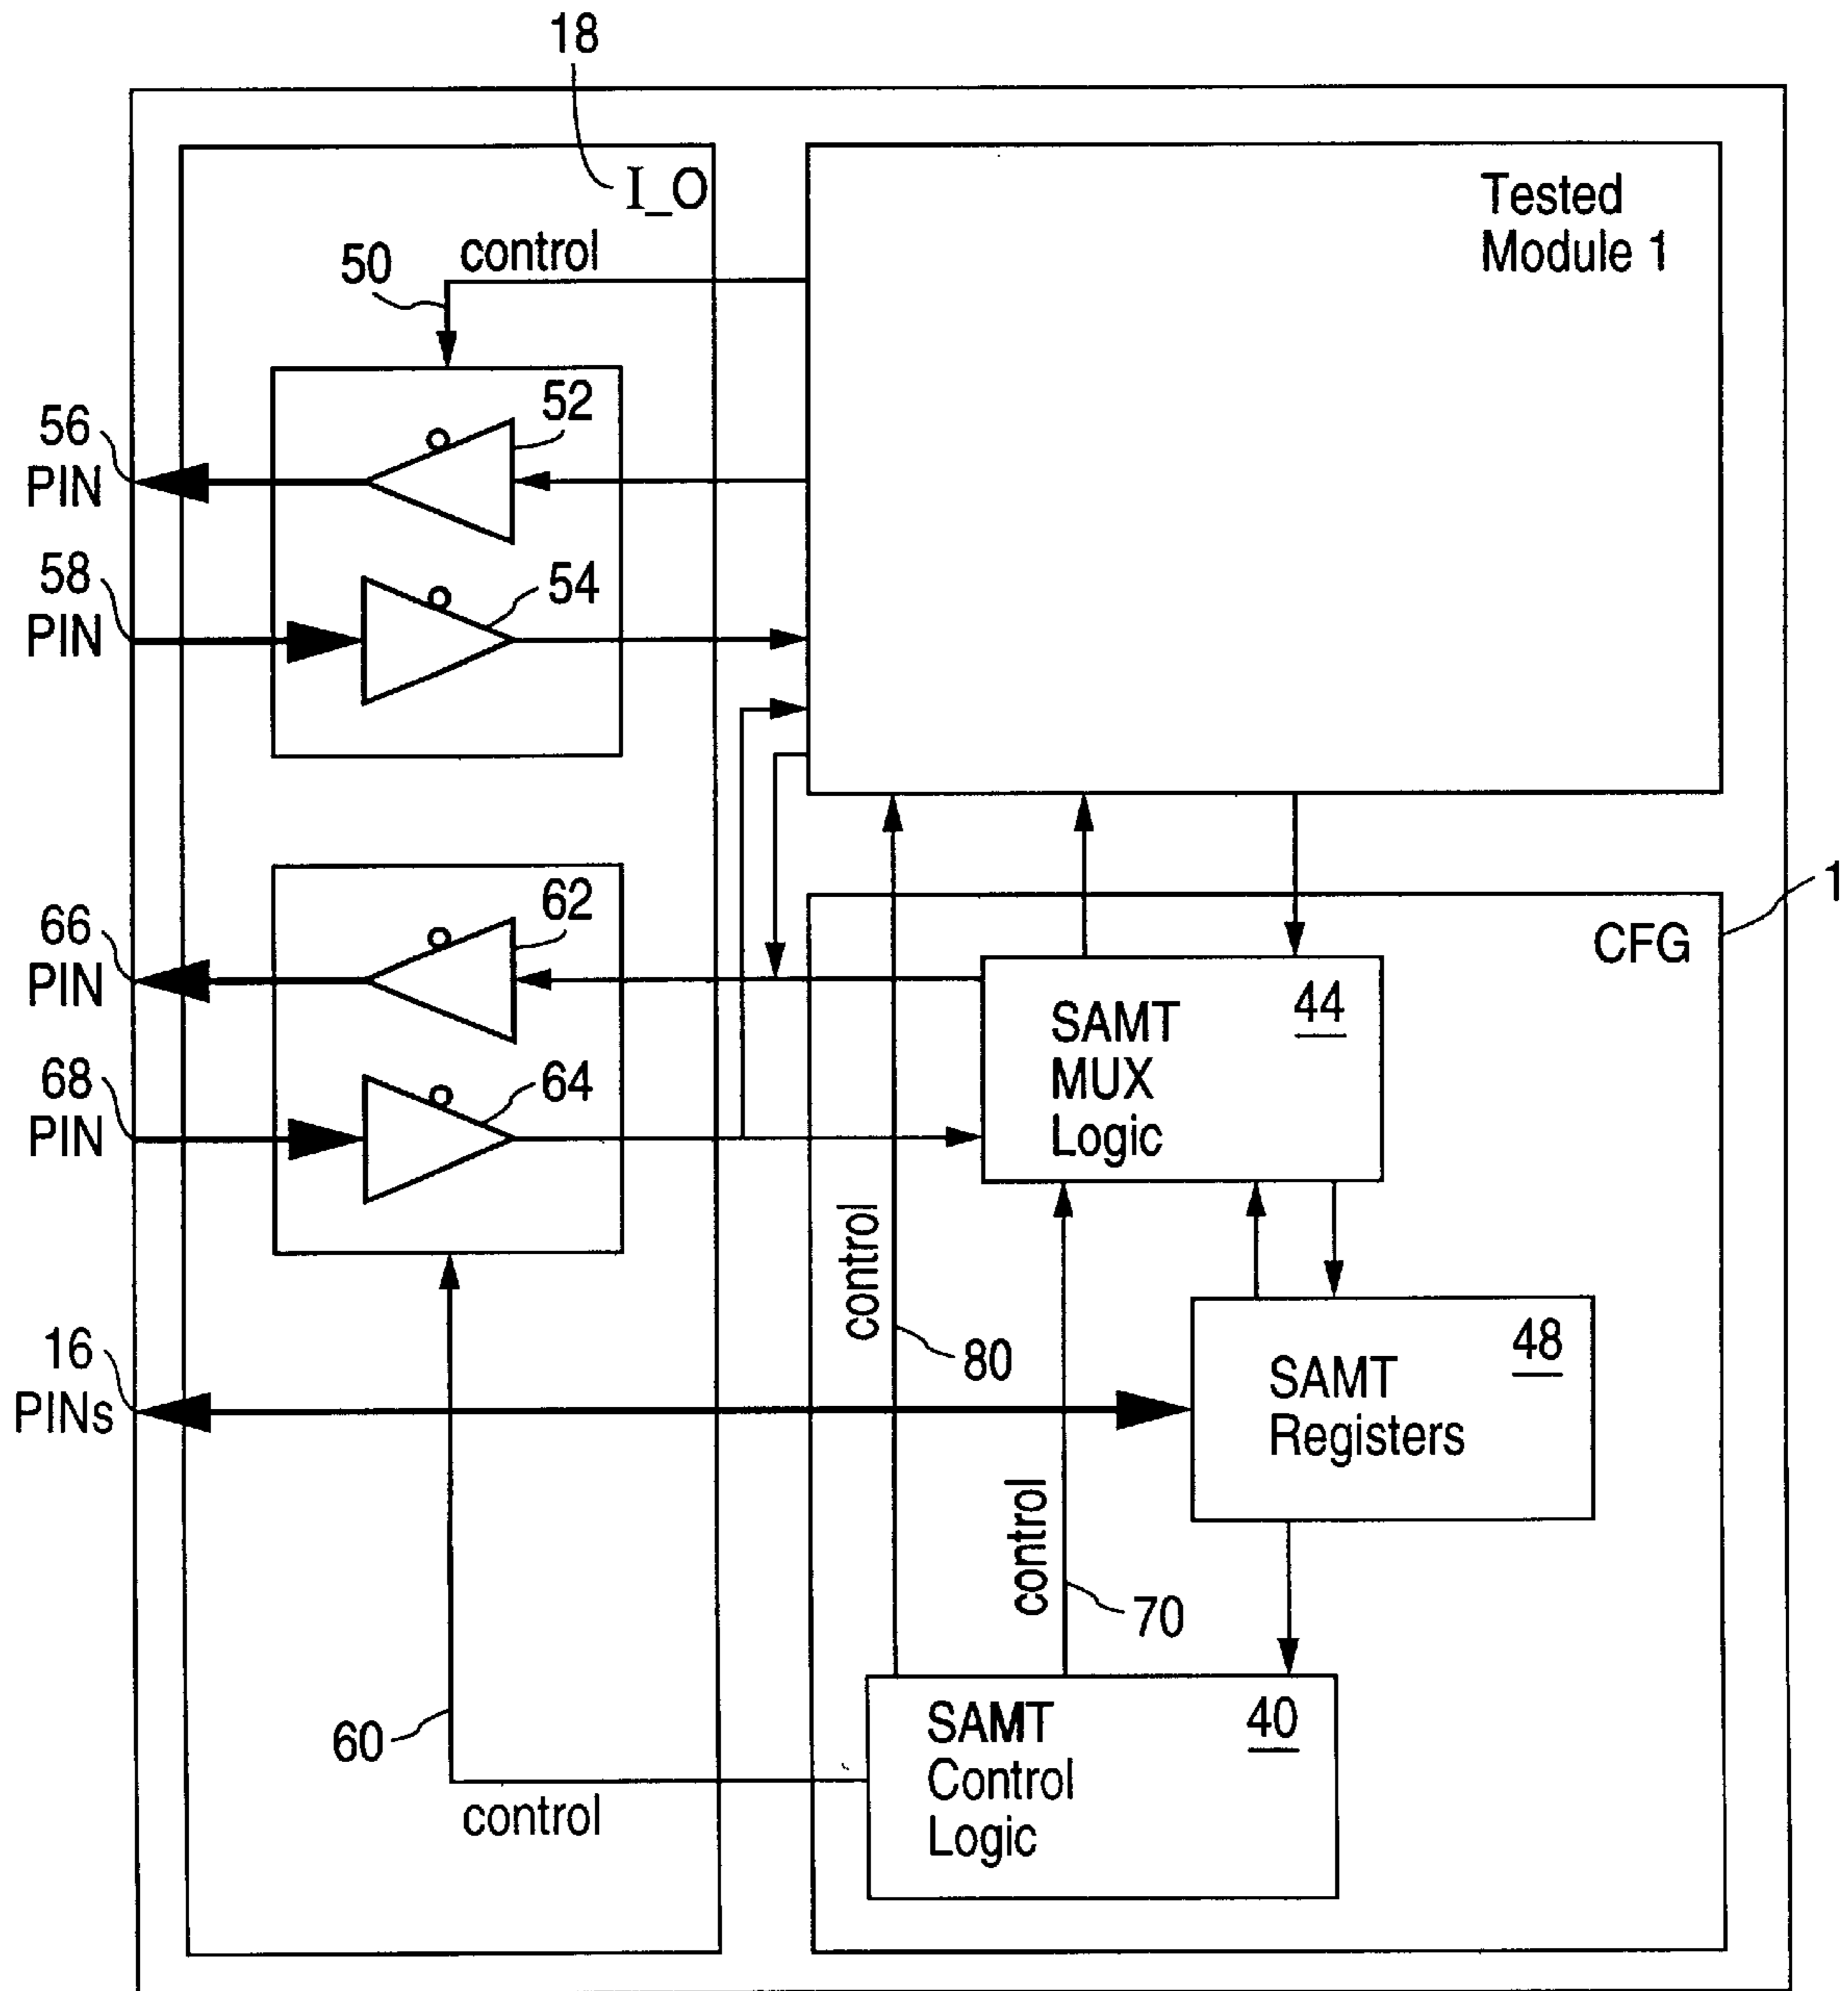 18
I_O
Tested
Module 1
control
50
52
56
PIN
54
58
PIN
1
CFG
62
66
PIN
44
SAMT
MUX
Logic
64
68
PIN
control
80
48
SAMT
Registers
16
PINs
control
70
60
control
40
SAMT
Control
Logic